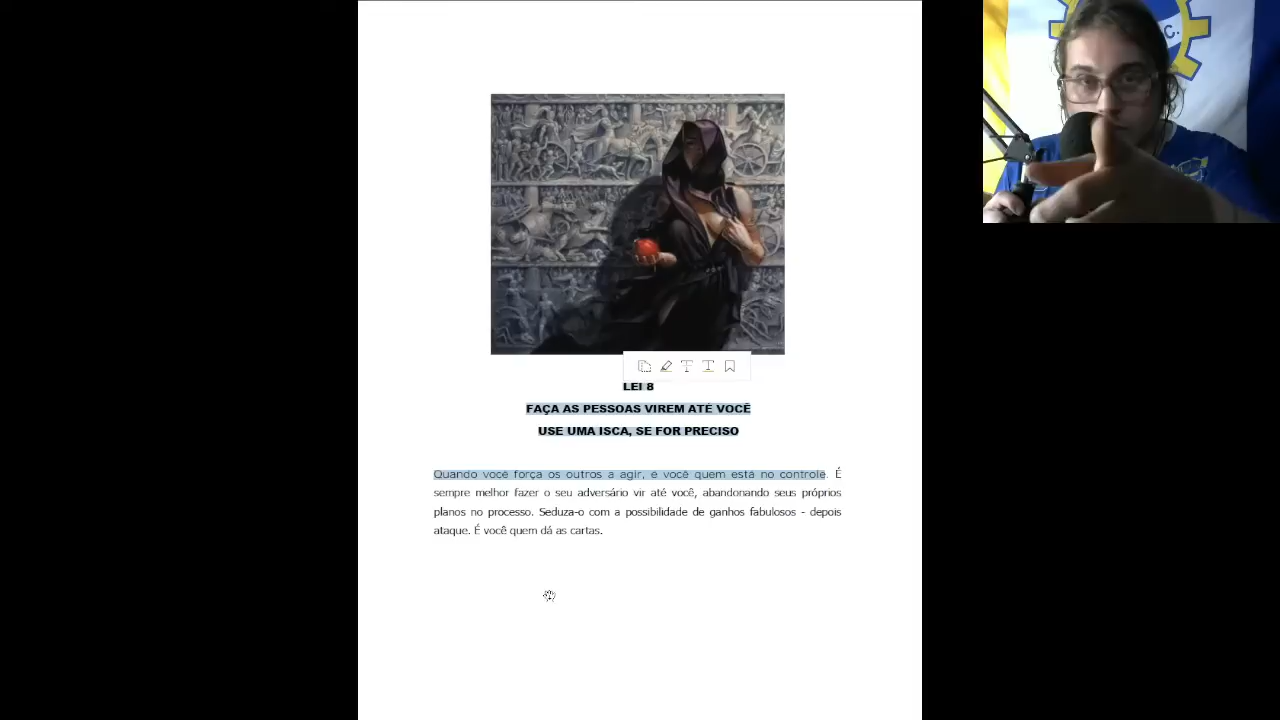 C.
LEI 8
FAÇA AS PESSOAS VIREM ATÉ VOCÊ
USE UMA ISCA, SE FOR PRECISO
Quando você força os outros a agir, é você quem está no controle. É
sempre melhor fazer o seu adversário vir até você, abandonando seus próprios
planos no processo. Seduza-o com a possibilidade de ganhos fabulosos - depois
ataque. É você quem dá as cartas.